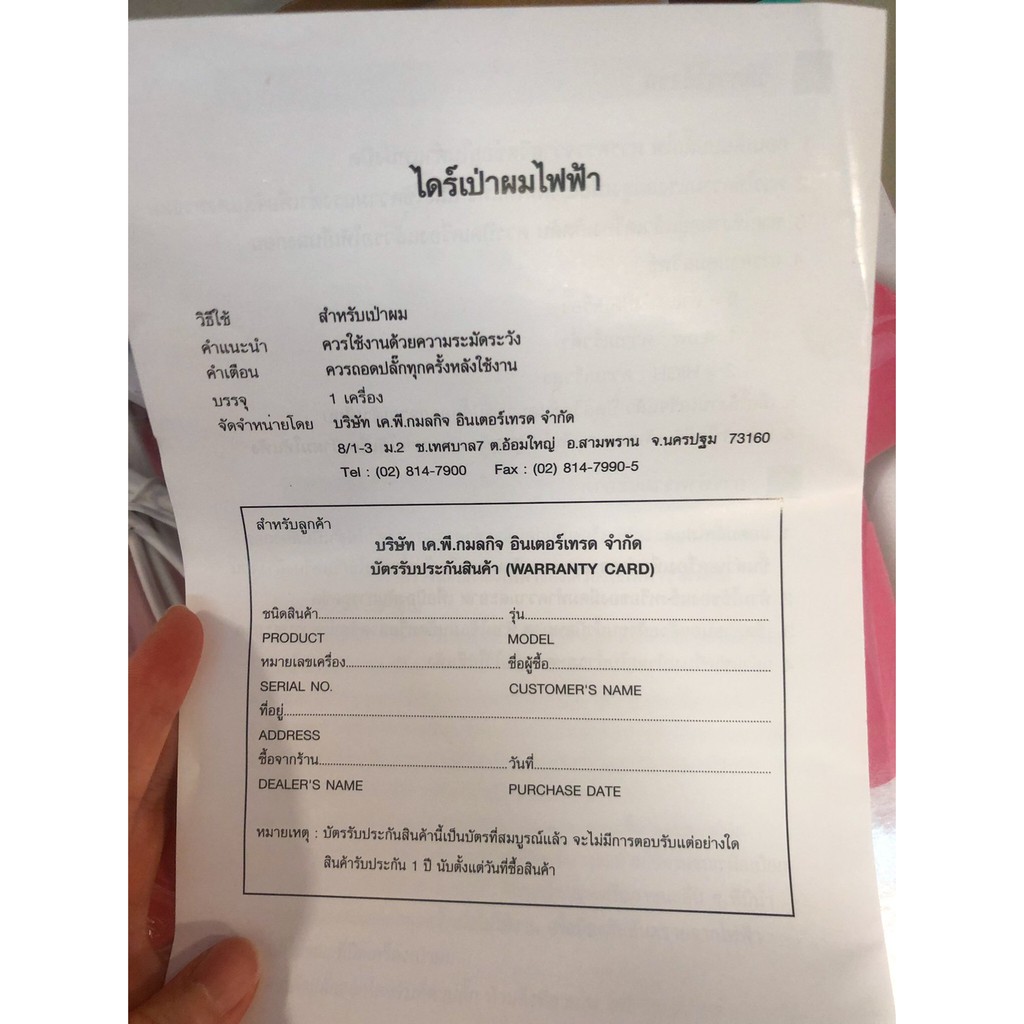 ไดร์เป่าผมไฟฟ้า
วิธีใช้ สำหรับเป่าผม
คำแนะนำ ควรใช้งานด้วยความระมัดระวัง
คำเตือน ควรถอดปลั๊กทุกครั้งหลังใช้งาน
บรรจุ 1 เครื่อง
จัดจำหน่ายโดย บริษัท เค.พี.กมลกิจ อินเตอร์เทรด จำกัด
8/1-3 ม.2 ซ.เทศบาล7 ต.อ้อมใหญ่ อ.สามพราน จ.นครปฐม 73160
Tel : (02) 814-7900 Fax : (02) 814-7990-5
สำหรับลูกค้า
บริษัท เค.พี.กมลกิจ อินเตอร์เทรด จำกัด
บัตรรับประกันสินค้า (WARRANTY CARD)
ชนิดสินค้า................ รุ่น................
PRODUCT MODEL
หมายเลขเครื่อง................ ชื่อผู้ซื้อ................
SERIAL NO. CUSTOMER'S NAME
ที่อยู่................
ADDRESS
ซื้อจากร้าน................ วันที่................
DEALER'S NAME PURCHASE DATE
หมายเหตุ : บัตรรับประกันสินค้านี้เป็นบัตรที่สมบูรณ์แล้ว จะไม่มีการตอบรับแต่อย่างใด
สินค้ารับประกัน 1 ปี นับตั้งแต่วันที่ซื้อสินค้า